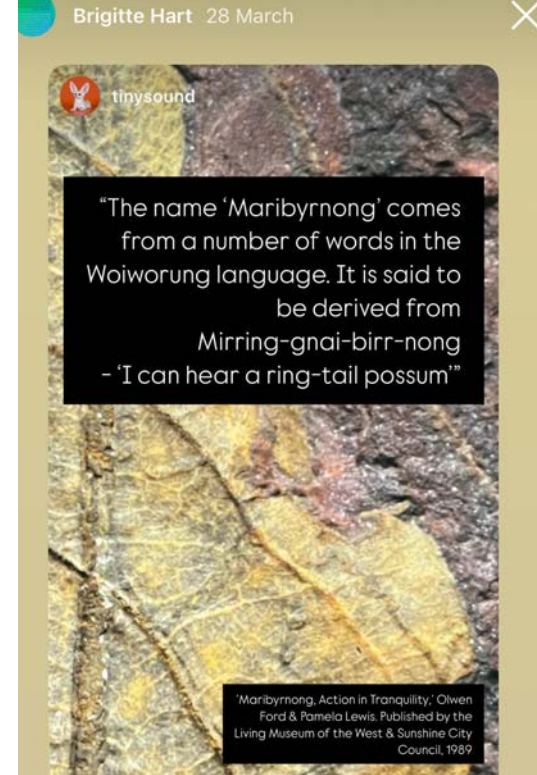 Brigitte Hart 28 March
tinysound
“The name ‘Maribyrnong’ comes
from a number of words in the
Woiworung language. It is said to
be derived from
Mirring-gnai-birr-nong
- ‘I can hear a ring-tail possum’”
‘Maribyrnong, Action in Tranquility,’ Olwen
Ford & Pamela Lewis. Published by the
Living Museum of the West & Sunshine City
Council, 1989